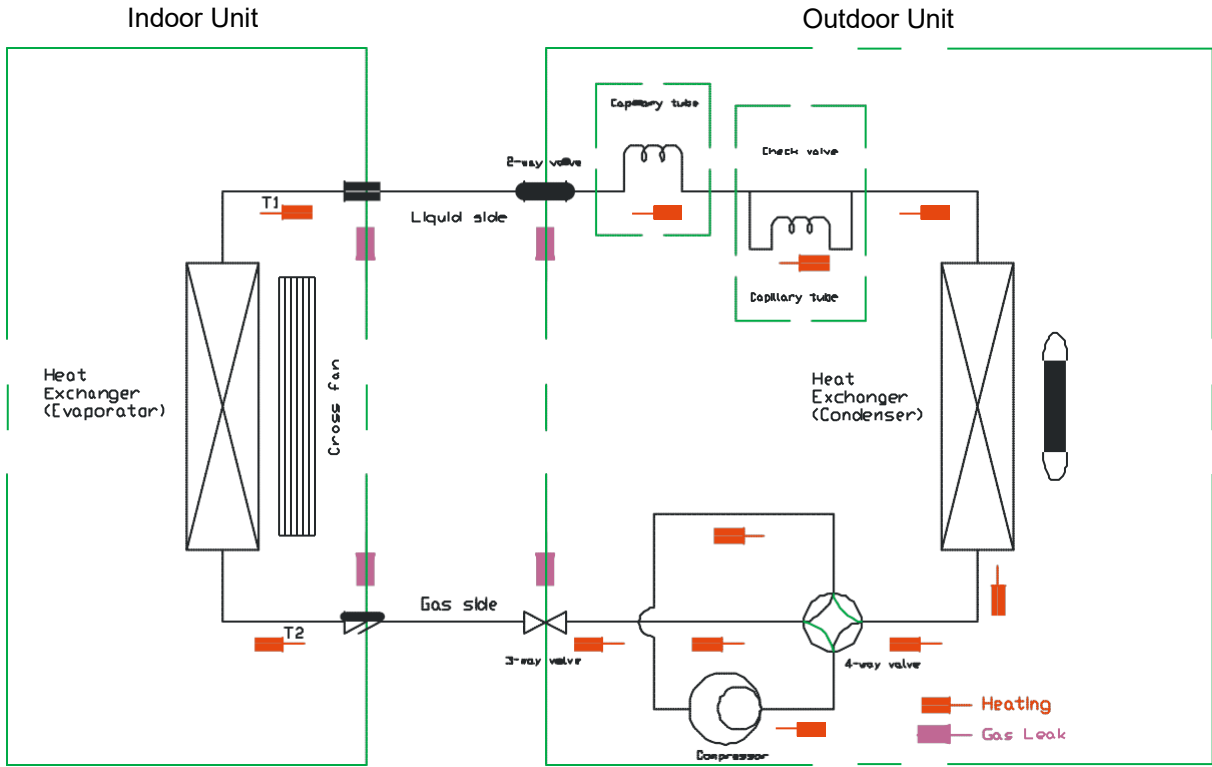 Indoor Unit
Outdoor Unit
Capillary tube
2-way valve
Check valve
T1
Liquid side
Capillary tube
Heat
Exchanger
(Evaporator)
Cross fan
Heat
Exchanger
(Condenser)
Gas side
T2
3-way valve
4-way valve
Compressor
Heating
Gas Leak